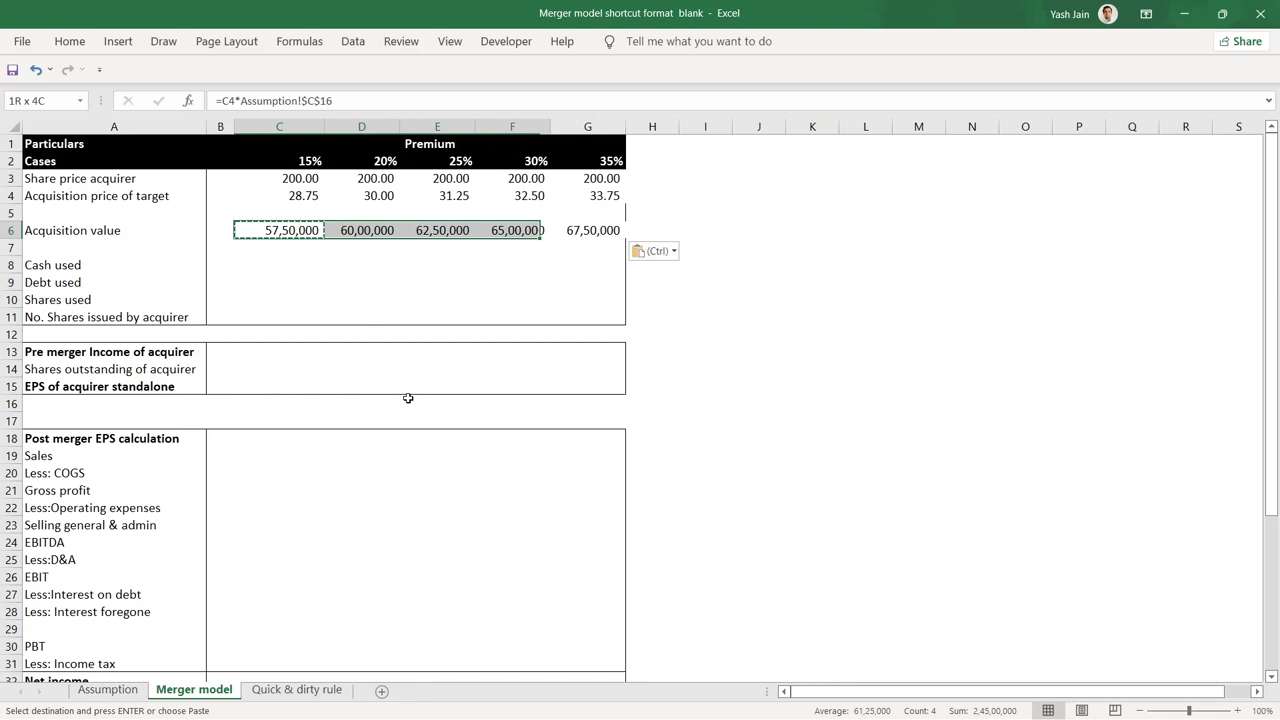 Merger model shortcut format  blank  -  Excel
Yash Jain
File Home Insert Draw Page Layout Formulas Data Review View Developer Help Tell me what you want to do Share
1R x 4C =C4*Assumption!$C$16
A B C D E F G H I J K L M N O P Q R S
1 Particulars Premium
2 Cases 15% 20% 25% 30% 35%
3 Share price acquirer 200.00 200.00 200.00 200.00 200.00
4 Acquisition price of target 28.75 30.00 31.25 32.50 33.75
5
6 Acquisition value 57,50,000 60,00,000 62,50,000 65,00,000 67,50,000
7 (Ctrl)
8 Cash used
9 Debt used
10 Shares used
11 No. Shares issued by acquirer
12
13 Pre merger Income of acquirer
14 Shares outstanding of acquirer
15 EPS of acquirer standalone
16
17
18 Post merger EPS calculation
19 Sales
20 Less: COGS
21 Gross profit
22 Less:Operating expenses
23 Selling general & admin
24 EBITDA
25 Less:D&A
26 EBIT
27 Less:Interest on debt
28 Less: Interest foregone
29
30 PBT
31 Less: Income tax
32 Net income
Assumption Merger model Quick & dirty rule
Select destination and press ENTER or choose Paste Average: 61,25,000 Count: 4 Sum: 2,45,00,000 100%